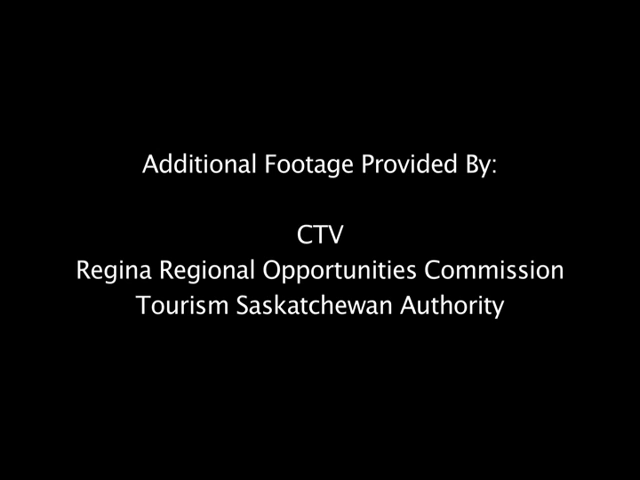 Additional Footage Provided By:
CTV
Regina Regional Opportunities Commission
Tourism Saskatchewan Authority